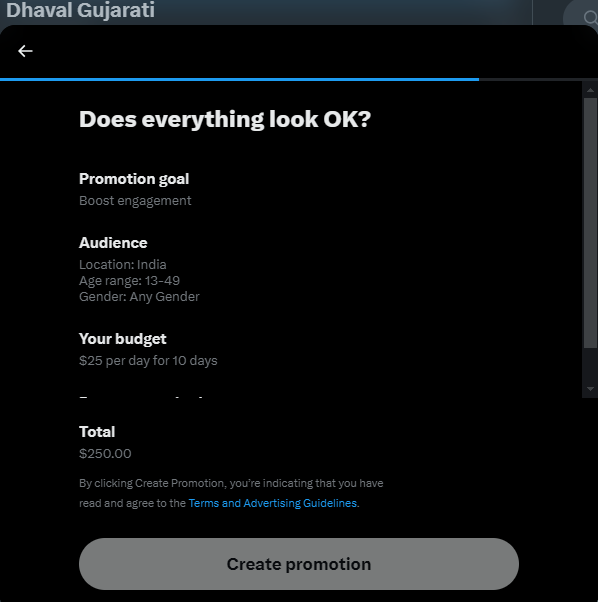 Dhaval Gujarati
Does everything look OK?
Promotion goal
Boost engagement
Audience
Location: India
Age range: 13-49
Gender: Any Gender
Your budget
$25 per day for 10 days
Total
$250.00
By clicking Create Promotion, you're indicating that you have
read and agree to the Terms and Advertising Guidelines.
Create promotion